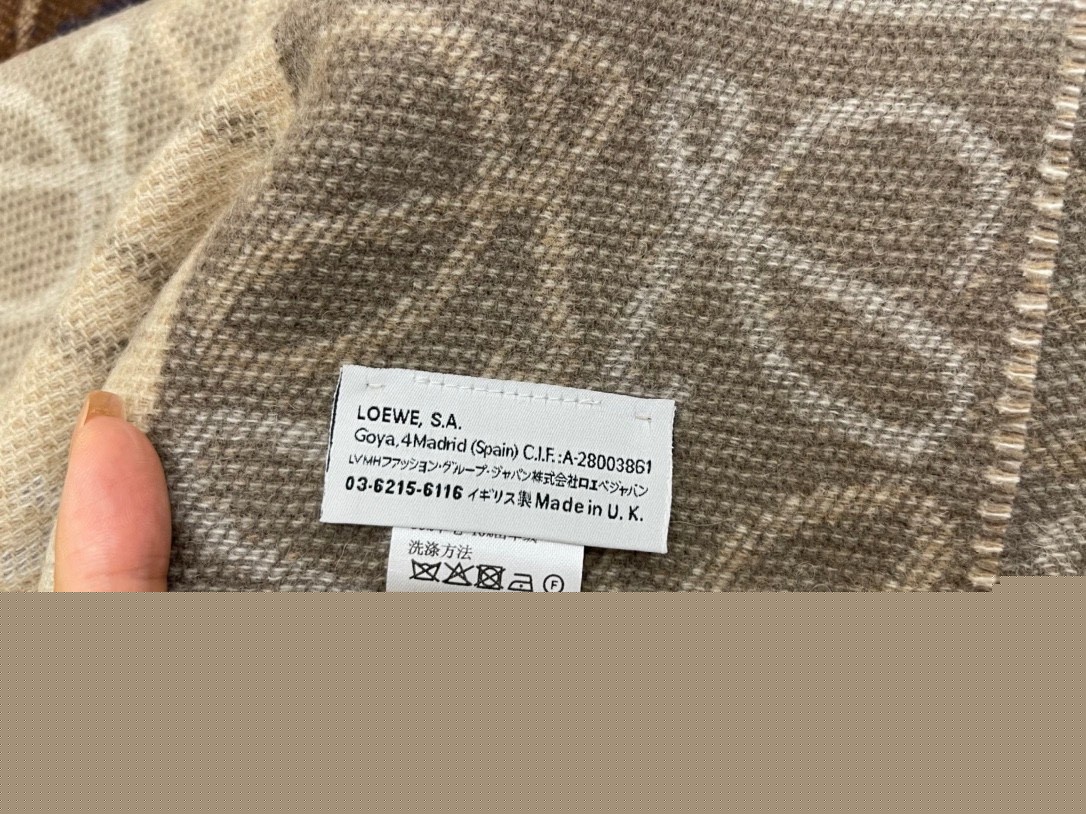 LOEWE, S.A.
Goya, 4 Madrid (Spain) C.I.F.:A-28003861
LVMHファッション・グループ・ジャパン株式会社ロエベジャパン
03-6215-6116 イギリス製 Made in U. K.
洗涤方法
F